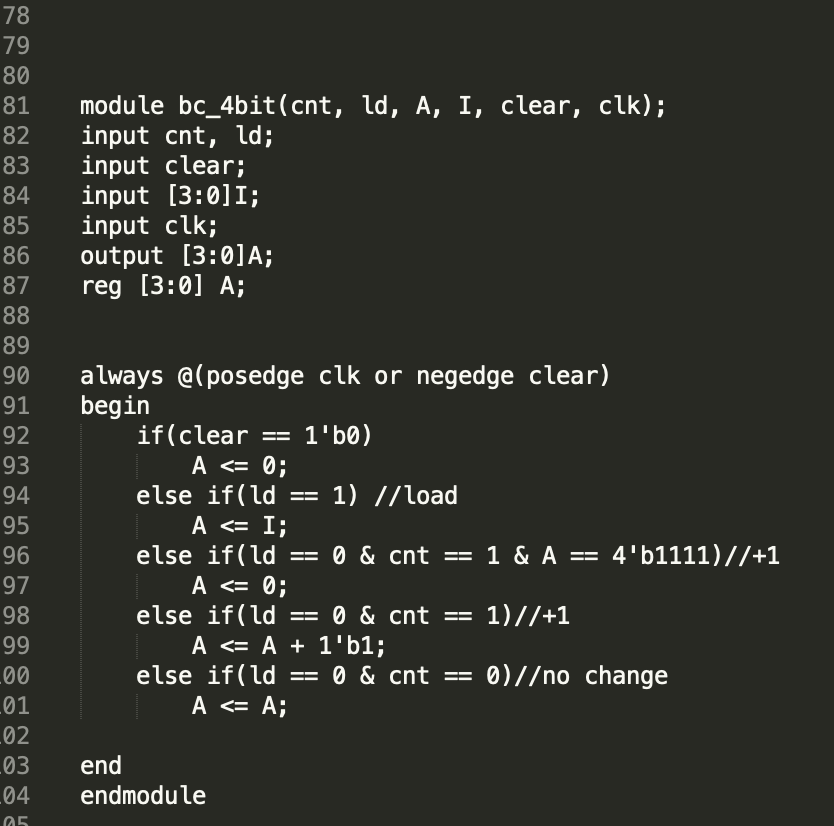 78
79
80
81 module bc_4bit(cnt, ld, A, I, clear, clk);
82 input cnt, ld;
83 input clear;
84 input [3:0]I;
85 input clk;
86 output [3:0]A;
87 reg [3:0] A;
88
89
90 always @(posedge clk or negedge clear)
91 begin
92 if(clear == 1'b0)
93 A <= 0;
94 else if(ld == 1) //load
95 A <= I;
96 else if(ld == 0 & cnt == 1 & A == 4'b1111)//+1
97 A <= 0;
98 else if(ld == 0 & cnt == 1)//+1
99 A <= A + 1'b1;
00 else if(ld == 0 & cnt == 0)//no change
01 A <= A;
02
03 end
04 endmodule
05